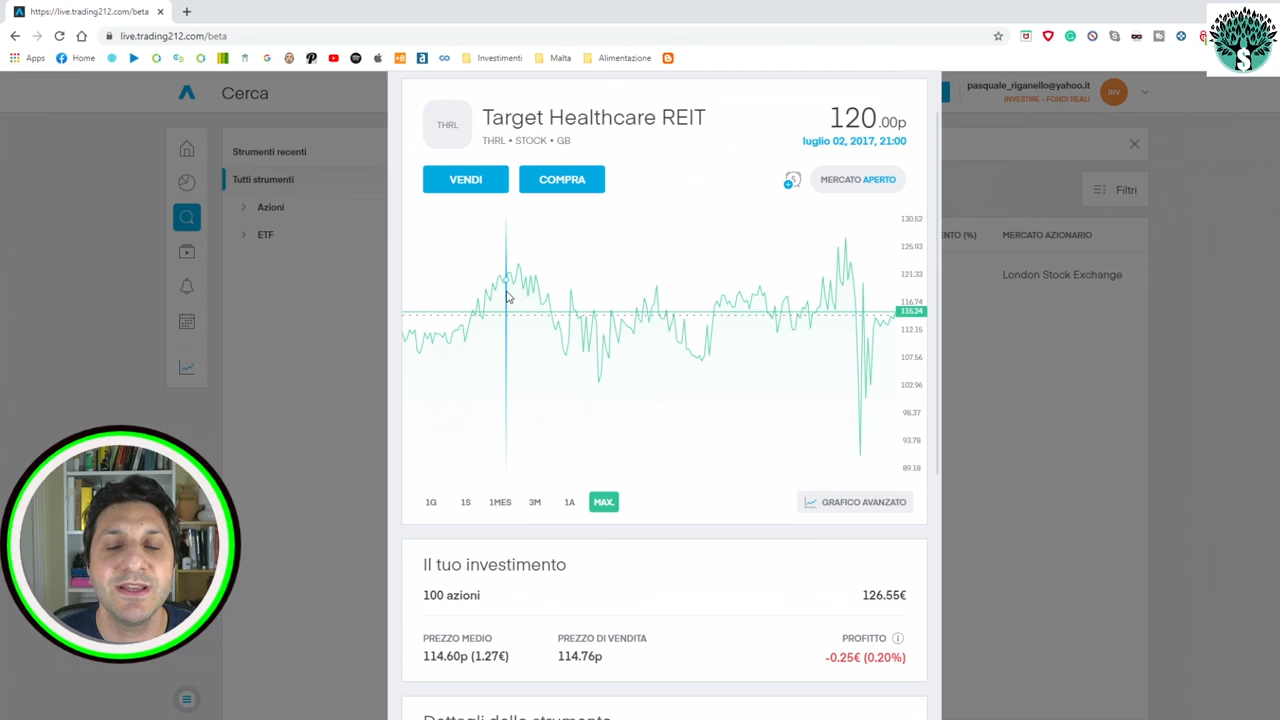 https://live.trading212.com/beta
live.trading212.com/beta
Apps
Home
Investimenti
Malta
Alimentazione
$
Cerca
pasquale_riganello@yahoo.it
INVESTIRE - FONDI REALI
INV
Strumenti recenti
Tutti strumenti
Azioni
ETF
Filtri
NTO (%)
MERCATO AZIONARIO
London Stock Exchange
THRL
Target Healthcare REIT
THRL • STOCK • GB
120.00p
luglio 02, 2017, 21:00
VENDI
COMPRA
MERCATO APERTO
130.52
125.93
121.33
116.74
115.24
112.15
107.56
102.96
98.37
93.78
89.18
1G
1S
1MES
3M
1A
MAX.
GRAFICO AVANZATO
Il tuo investimento
100 azioni
126.55€
PREZZO MEDIO
PREZZO DI VENDITA
PROFITTO
114.60p (1.27€)
114.76p
-0.25€ (0.20%)
Dettagli dello strumento